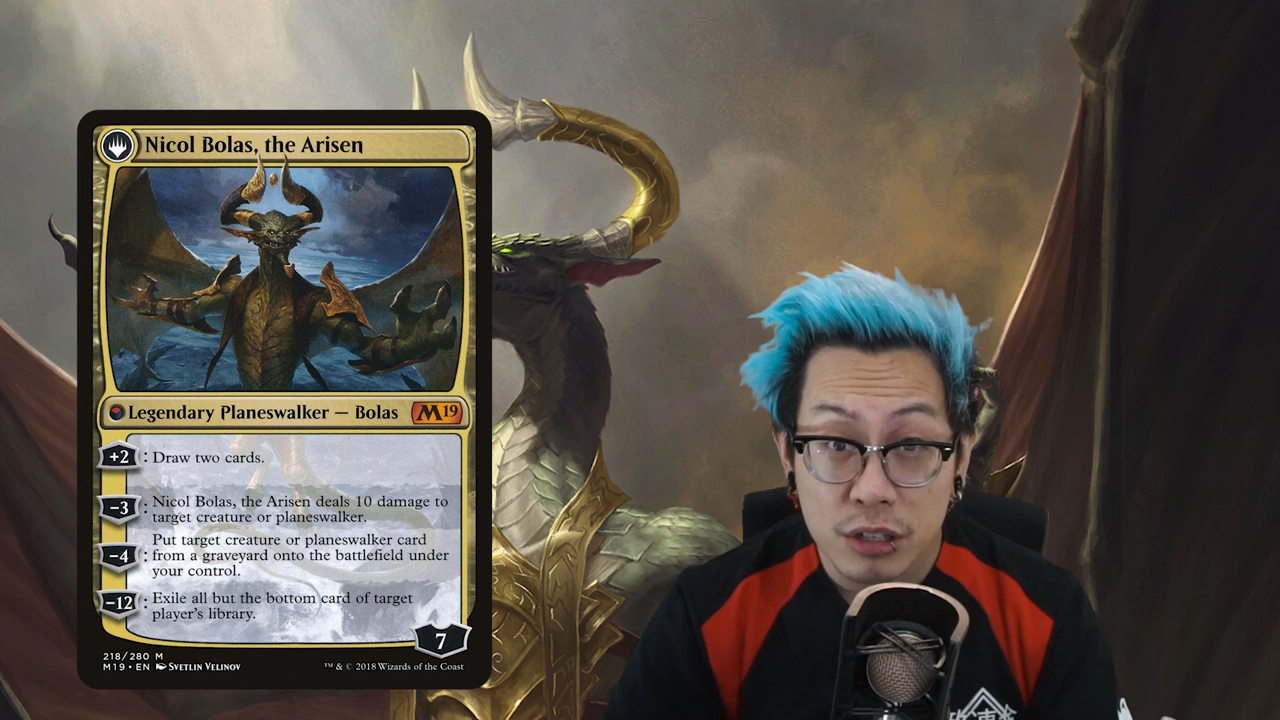 Nicol Bolas, the Arisen
Legendary Planeswalker — Bolas M19
+2: Draw two cards.
−3: Nicol Bolas, the Arisen deals 10 damage to
target creature or planeswalker.
−4: Put target creature or planeswalker card
from a graveyard onto the battlefield under
your control.
−12: Exile all but the bottom card of target
player's library.
7
218/280 M
M19 • EN Svetlin Velinov ™ & © 2018 Wizards of the Coast